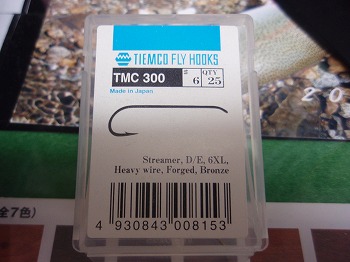 TIEMCO FLY HOOKS
TMC 300
# 6 QTY 25
Made in Japan
Streamer, D/E, 6XL,
Heavy wire, Forged, Bronze
4 930843 008153
全7色)